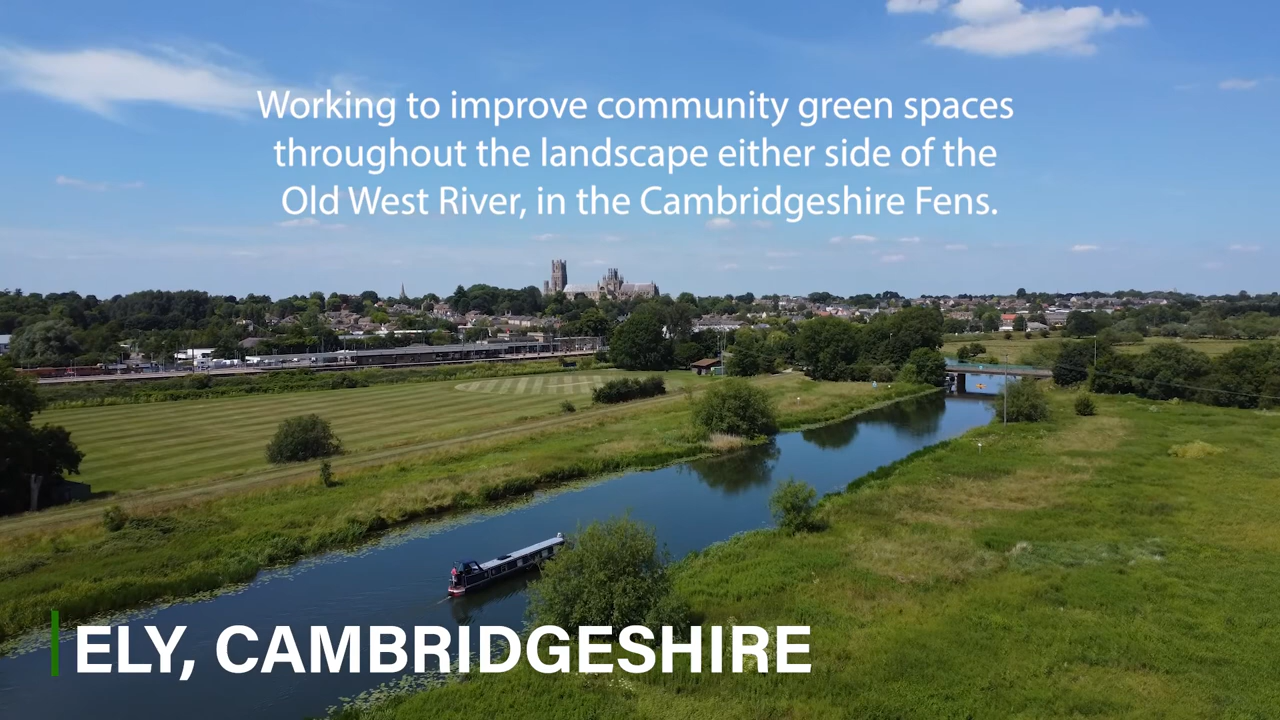 Working to improve community green spaces
throughout the landscape either side of the
Old West River, in the Cambridgeshire Fens.
ELY, CAMBRIDGESHIRE